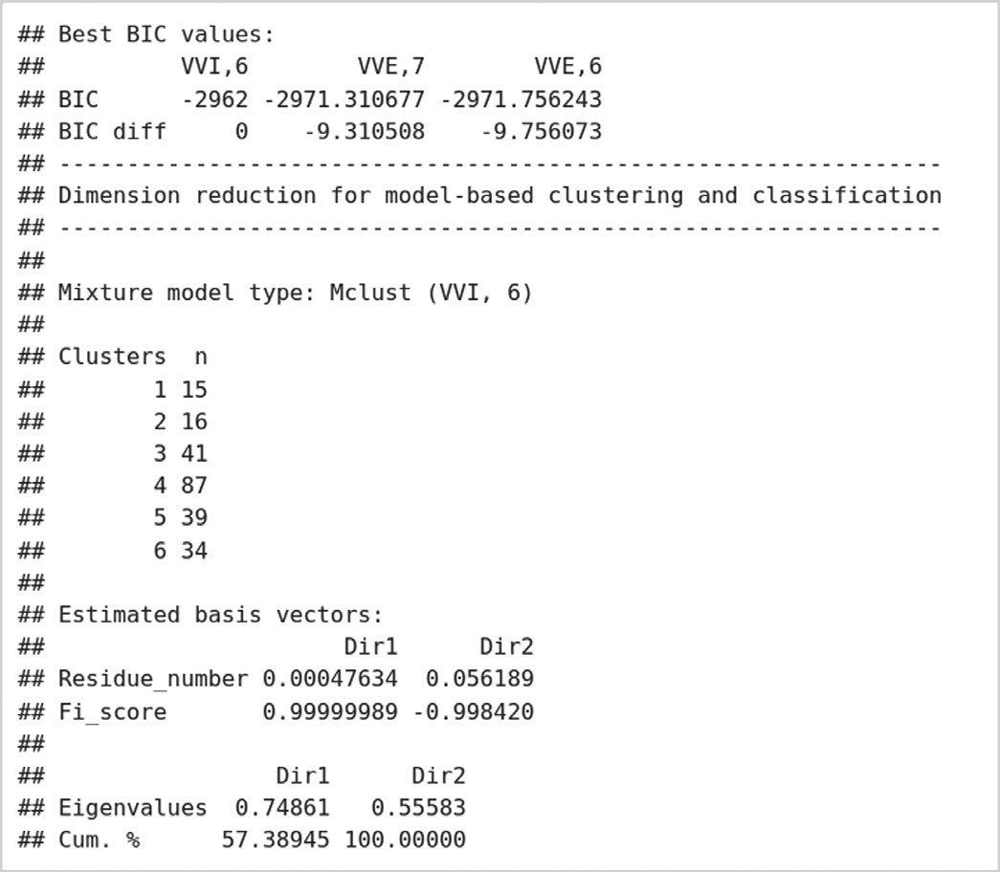 ## Best BIC values:
##          VVI,6        VVE,7        VVE,6
## BIC      -2962 -2971.310677 -2971.756243
## BIC diff     0    -9.310508    -9.756073
## -----------------------------------------------------------------
## Dimension reduction for model-based clustering and classification
## -----------------------------------------------------------------
##
## Mixture model type: Mclust (VVI, 6)
##
## Clusters  n
##        1 15
##        2 16
##        3 41
##        4 87
##        5 39
##        6 34
##
## Estimated basis vectors:
##                      Dir1      Dir2
## Residue_number 0.00047634  0.056189
## Fi_score       0.99999989 -0.998420
##
##                 Dir1      Dir2
## Eigenvalues  0.74861   0.55583
## Cum. %      57.38945 100.00000